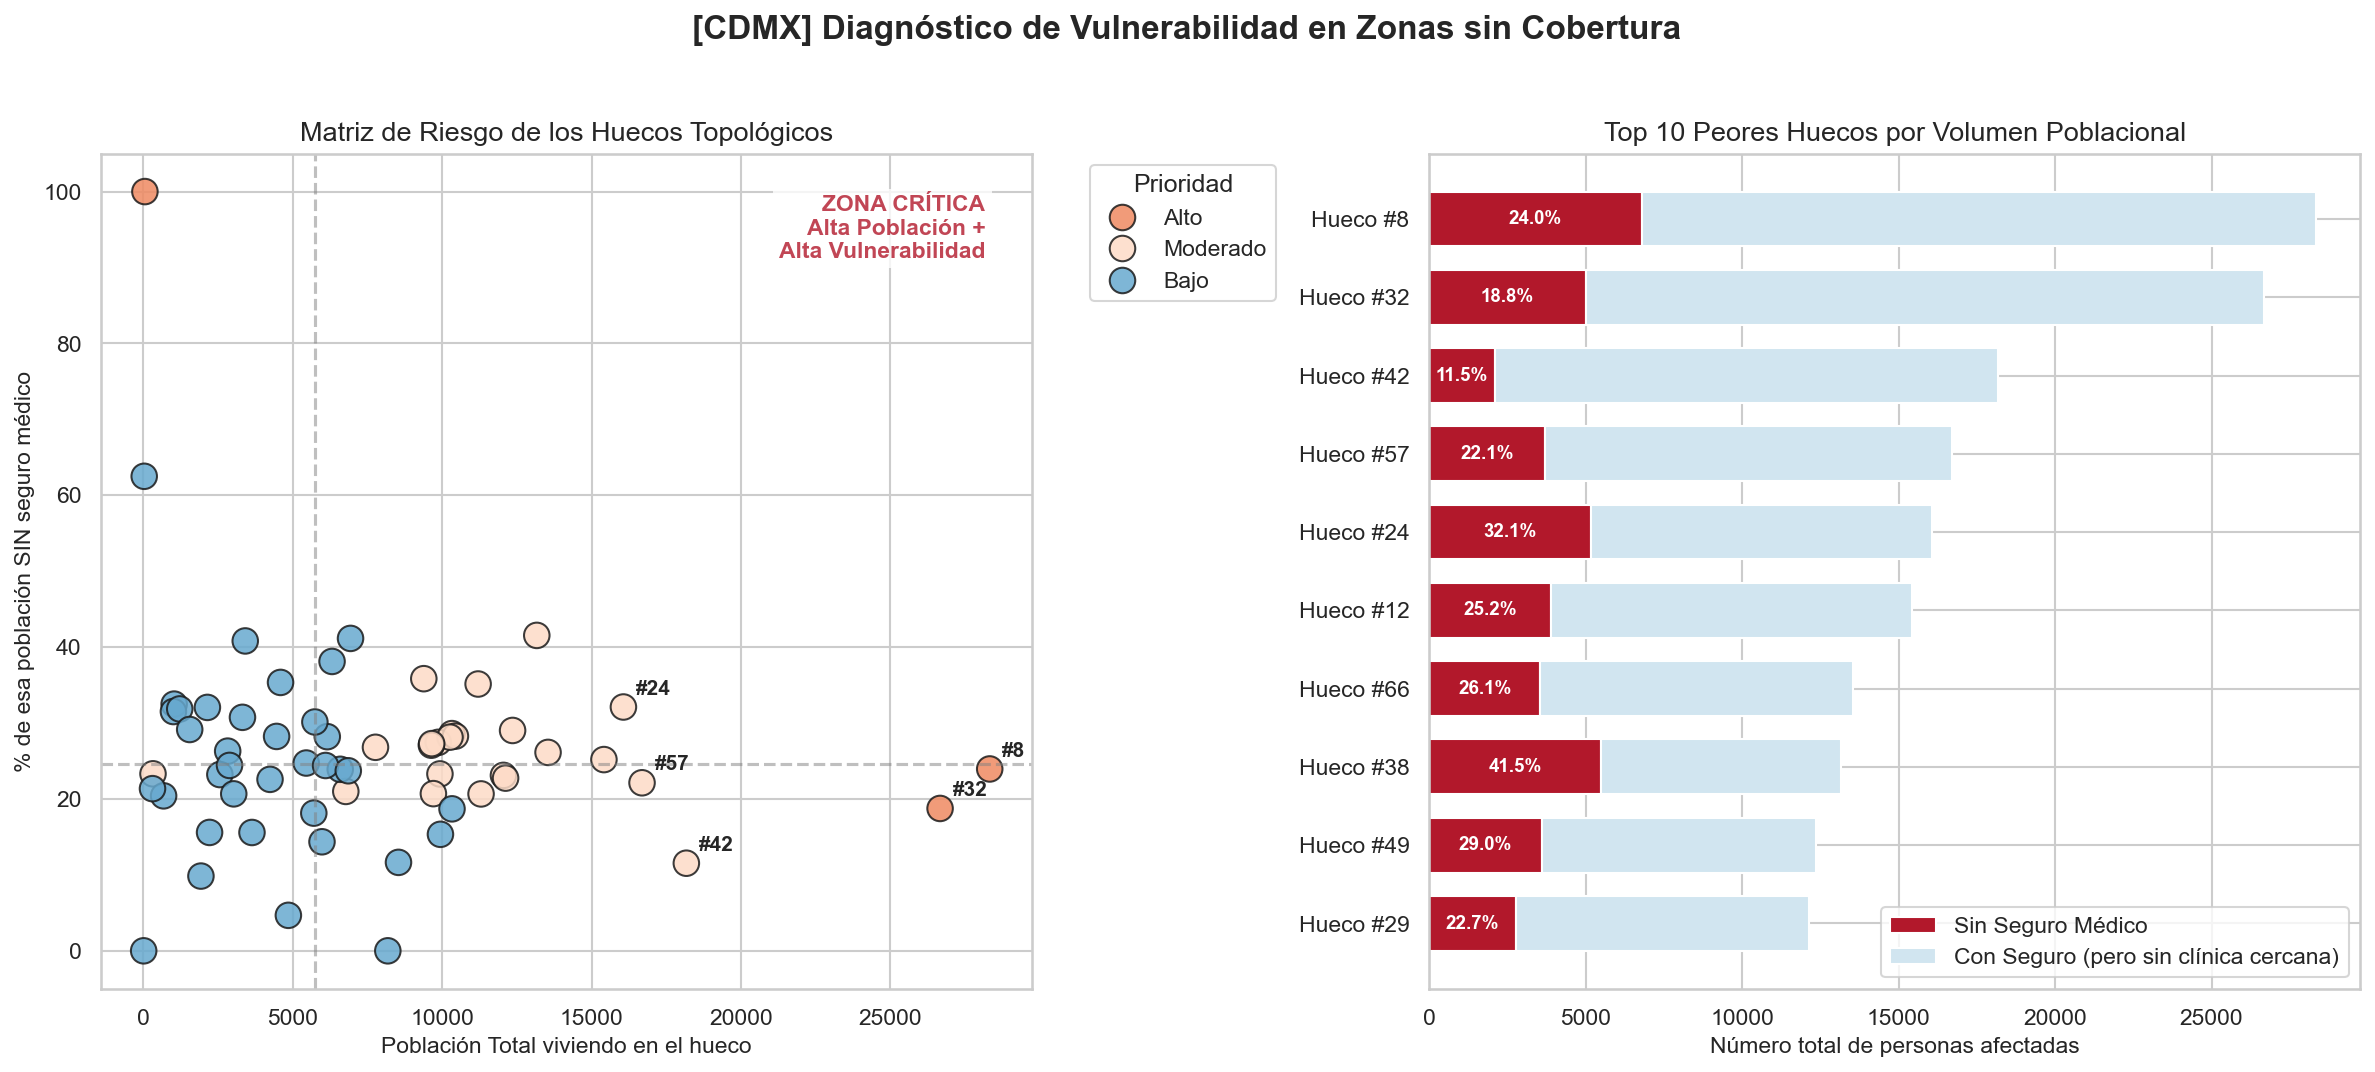 [CDMX] Diagnóstico de Vulnerabilidad en Zonas sin Cobertura
Matriz de Riesgo de los Huecos Topológicos
% de esa población SIN seguro médico
100
80
60
40
20
0
ZONA CRÍTICA
Alta Población +
Alta Vulnerabilidad
#24
#57
#8
#32
#42
0
5000
10000
15000
20000
25000
Población Total viviendo en el hueco
Prioridad
Alto
Moderado
Bajo
Top 10 Peores Huecos por Volumen Poblacional
Hueco #8
24.0%
Hueco #32
18.8%
Hueco #42
11.5%
Hueco #57
22.1%
Hueco #24
32.1%
Hueco #12
25.2%
Hueco #66
26.1%
Hueco #38
41.5%
Hueco #49
29.0%
Hueco #29
22.7%
Sin Seguro Médico
Con Seguro (pero sin clínica cercana)
0
5000
10000
15000
20000
25000
Número total de personas afectadas